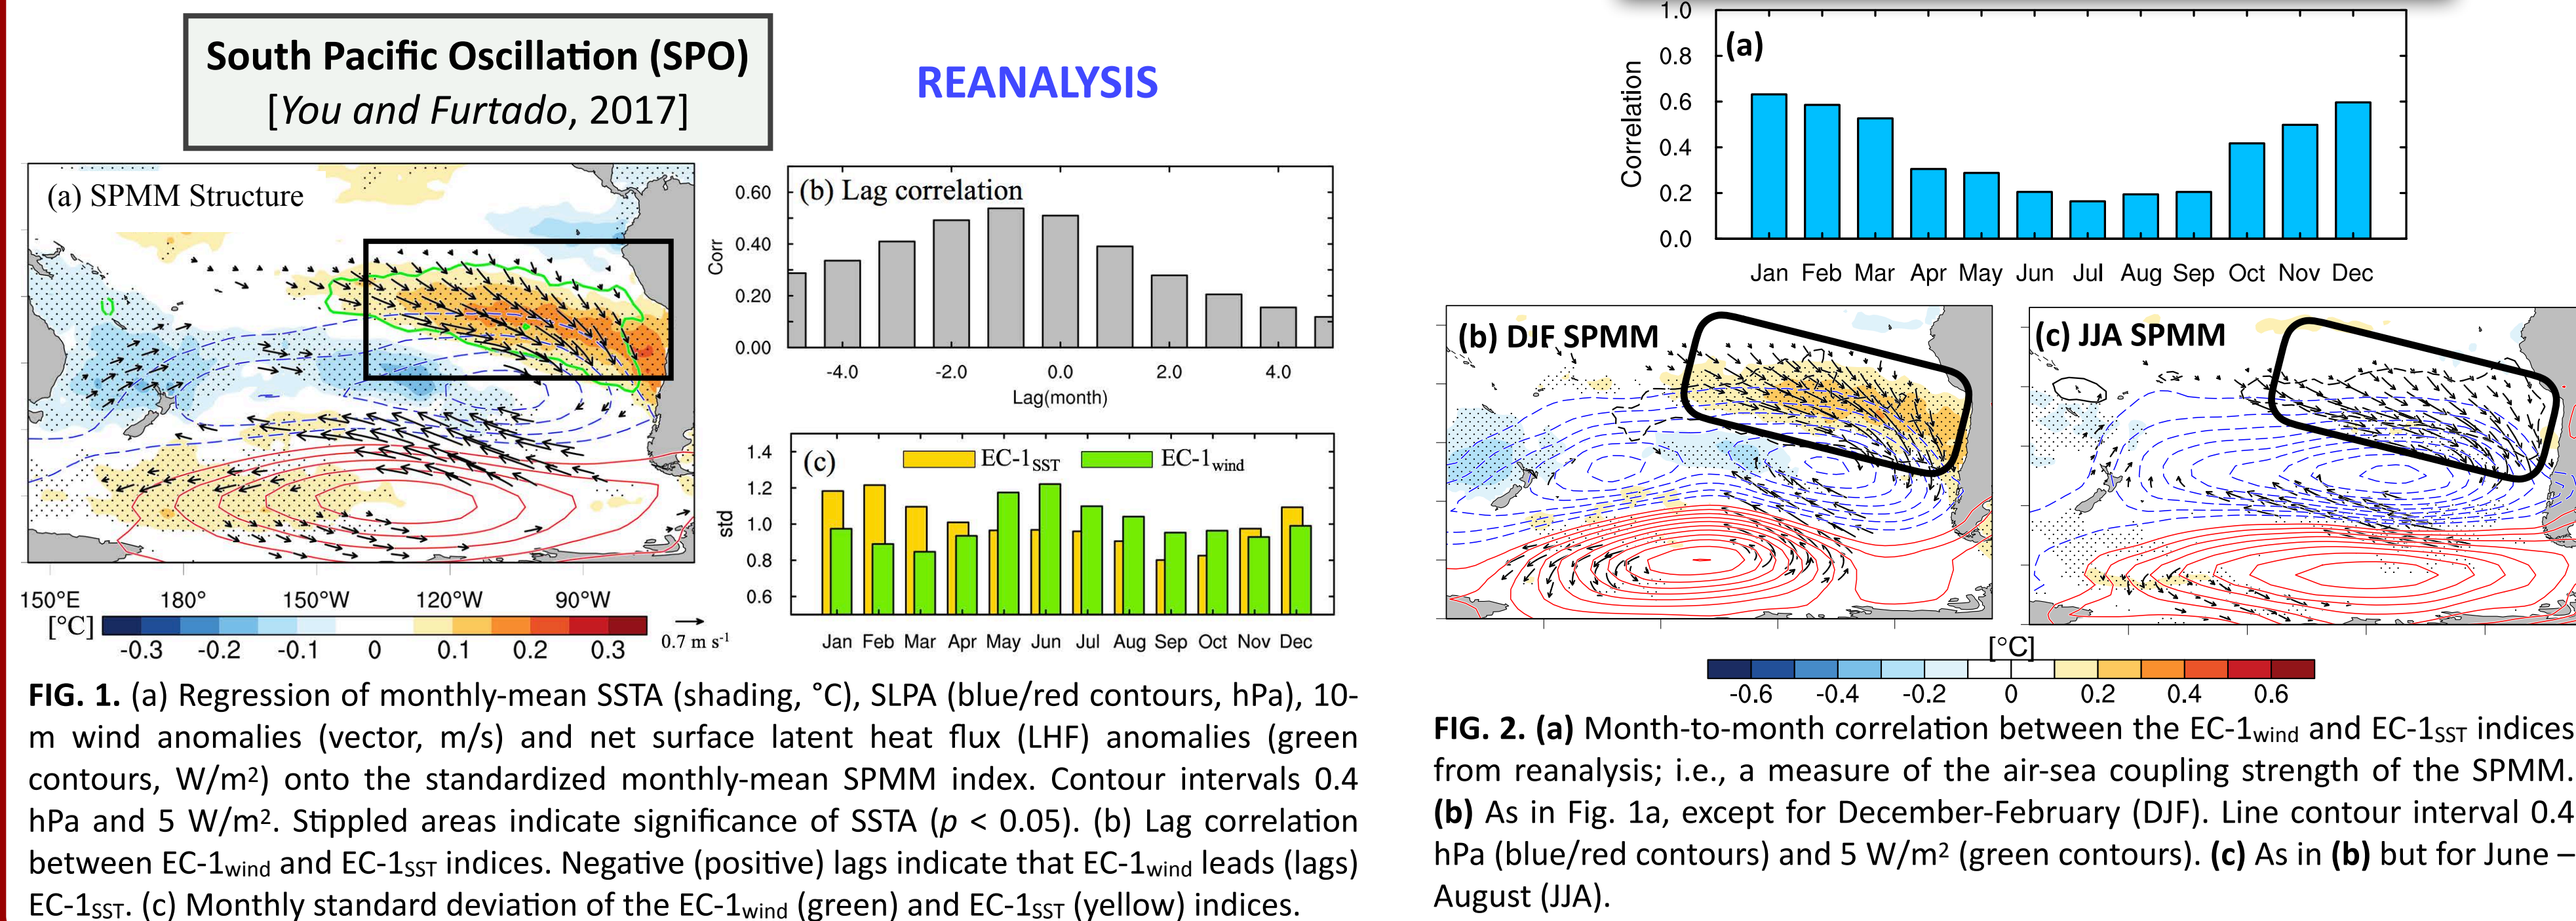 South Pacific Oscillation (SPO)
[You and Furtado, 2017]
REANALYSIS
(a) SPMM Structure
150°E 180° 150°W 120°W 90°W
[°C]
-0.3 -0.2 -0.1 0 0.1 0.2 0.3
0.7 m s⁻¹
(b) Lag correlation
Corr
0.60
0.40
0.20
0.00
-4.0 -2.0 0.0 2.0 4.0
Lag(month)
(c)
EC-1SST EC-1wind
std
1.4
1.2
1.0
0.8
0.6
Jan Feb Mar Apr May Jun Jul Aug Sep Oct Nov Dec
FIG. 1. (a) Regression of monthly-mean SSTA (shading, °C), SLPA (blue/red contours, hPa), 10-
m wind anomalies (vector, m/s) and net surface latent heat flux (LHF) anomalies (green
contours, W/m²) onto the standardized monthly-mean SPMM index. Contour intervals 0.4
hPa and 5 W/m². Stippled areas indicate significance of SSTA (p < 0.05). (b) Lag correlation
between EC-1wind and EC-1SST indices. Negative (positive) lags indicate that EC-1wind leads (lags)
EC-1SST. (c) Monthly standard deviation of the EC-1wind (green) and EC-1SST (yellow) indices.
(a)
Correlation
1.0
0.8
0.6
0.4
0.2
0.0
Jan Feb Mar Apr May Jun Jul Aug Sep Oct Nov Dec
(b) DJF SPMM
(c) JJA SPMM
[°C]
-0.6 -0.4 -0.2 0 0.2 0.4 0.6
FIG. 2. (a) Month-to-month correlation between the EC-1wind and EC-1SST indices
from reanalysis; i.e., a measure of the air-sea coupling strength of the SPMM.
(b) As in Fig. 1a, except for December-February (DJF). Line contour interval 0.4
hPa (blue/red contours) and 5 W/m² (green contours). (c) As in (b) but for June –
August (JJA).